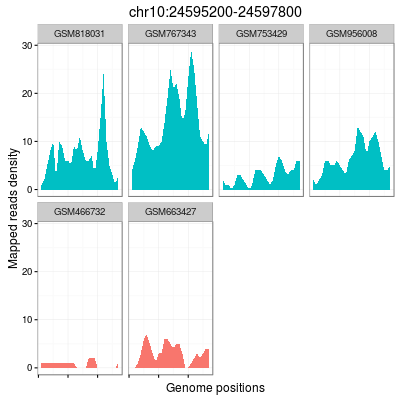 chr10:24595200-24597800
GSM818031 GSM767343 GSM753429 GSM956008
30
20
10
0
GSM466732 GSM663427
30
20
10
0
Mapped reads density
Genome positions